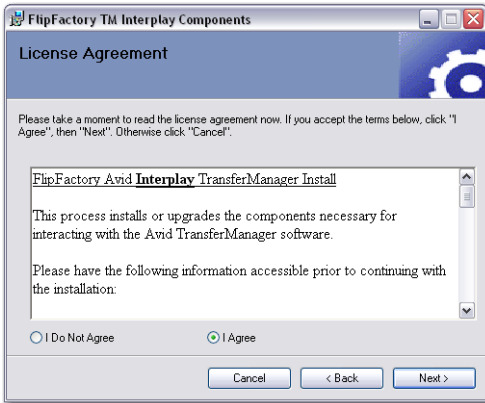 FlipFactory TM Interplay Components
License Agreement
Please take a moment to read the license agreement now. If you accept the terms below, click "I
Agree", then "Next". Otherwise click "Cancel".
FlipFactory Avid Interplay TransferManager Install
This process installs or upgrades the components necessary for
interacting with the Avid TransferManager software.
Please have the following information accessible prior to continuing with
the installation:
I Do Not Agree
I Agree
Cancel
< Back
Next >